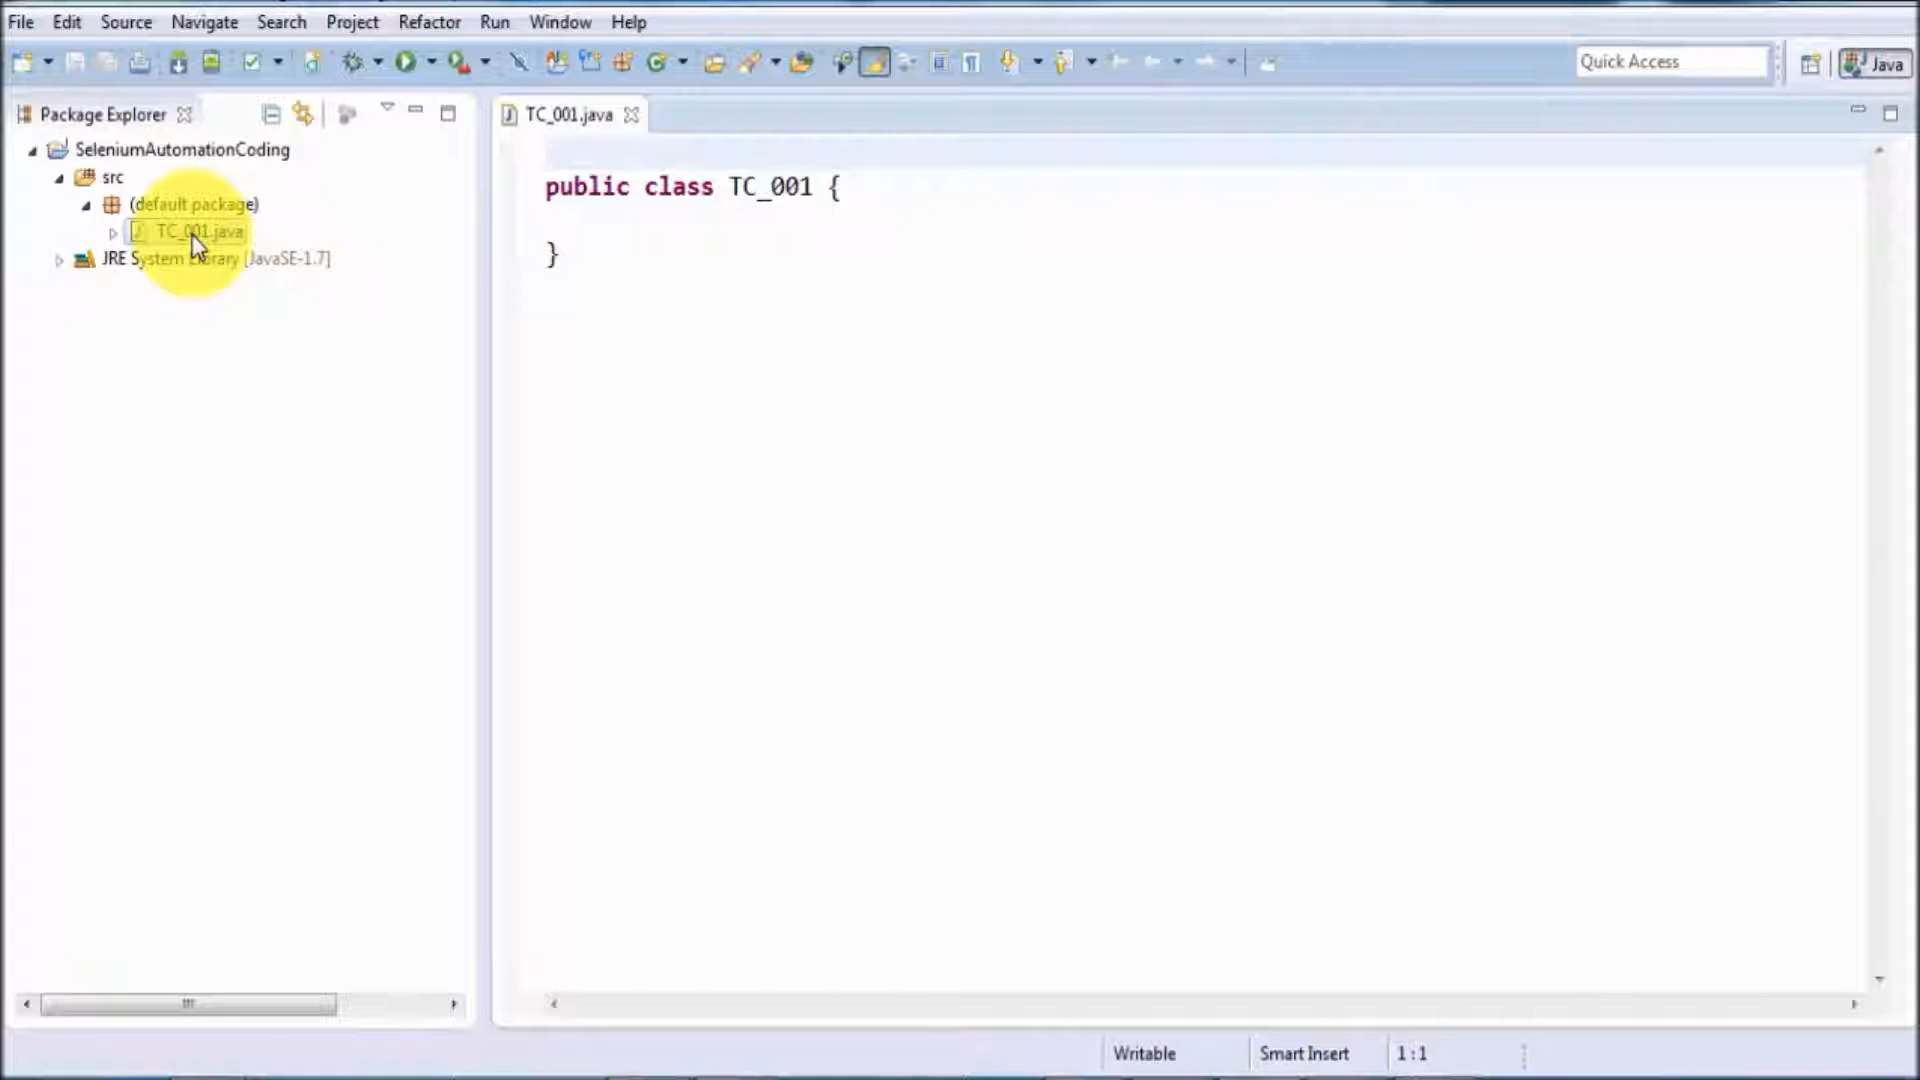 File Edit Source Navigate Search Project Refactor Run Window Help
Quick Access
Java
Package Explorer
TC_001.java
SeleniumAutomationCoding
src
(default package)
TC_001.java
JRE System Library [JavaSE-1.7]
public class TC_001 {
}
Writable
Smart Insert
1 : 1